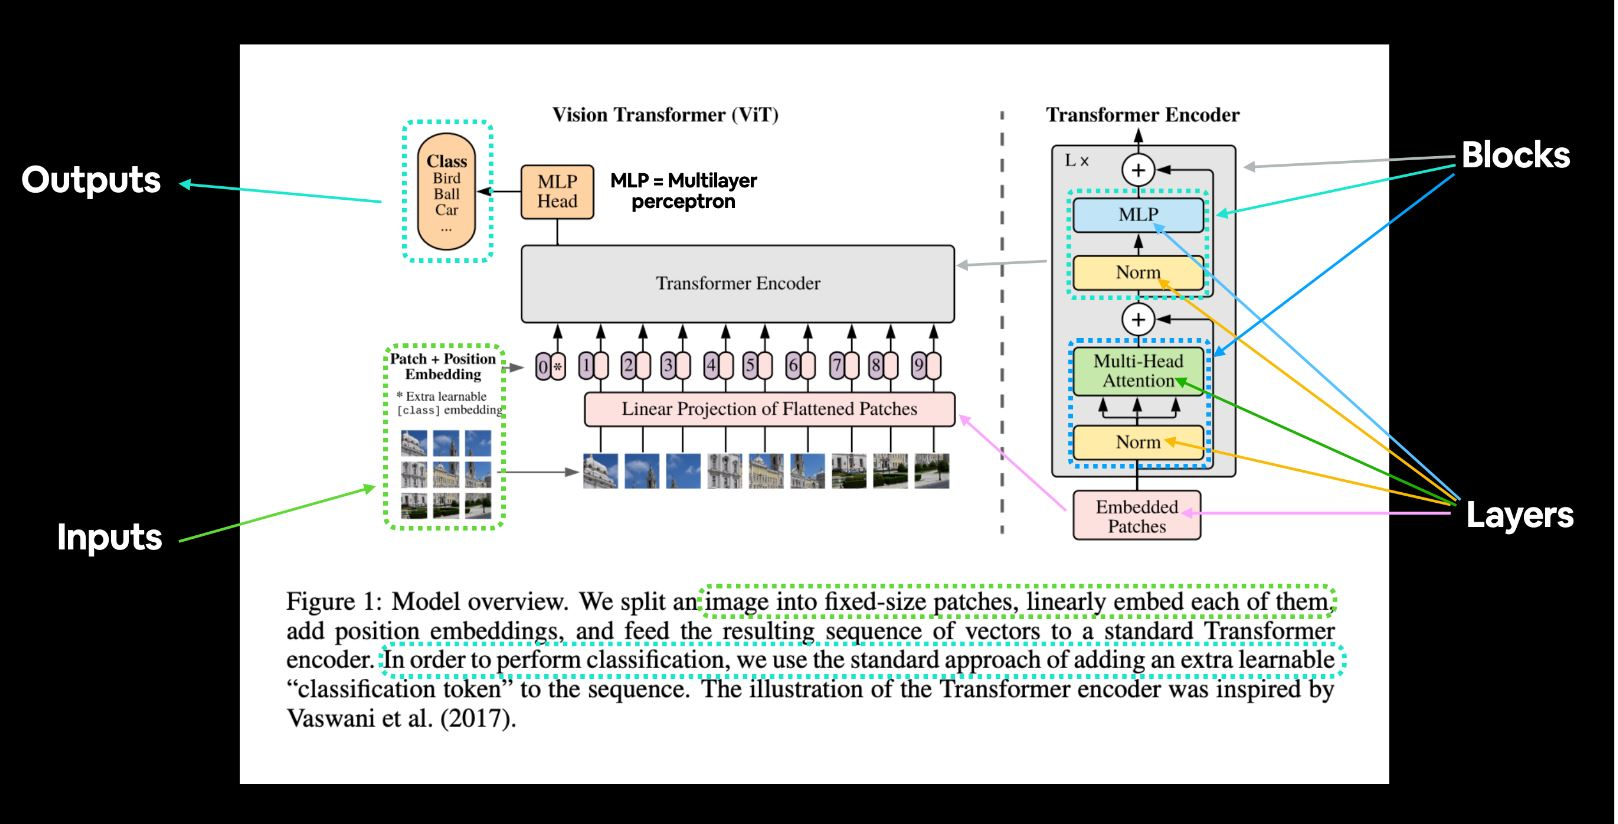 Vision Transformer (ViT)
Transformer Encoder
Outputs
Class
Bird
Ball
Car
...
MLP
Head
MLP = Multilayer
perceptron
Transformer Encoder
Patch + Position
Embedding
* Extra learnable
[class] embedding
0 * 1 2 3 4 5 6 7 8 9
Linear Projection of Flattened Patches
Inputs
L ×
+
MLP
Norm
+
Multi-Head
Attention
Norm
Embedded
Patches
Blocks
Layers
Figure 1: Model overview. We split an image into fixed-size patches, linearly embed each of them,
add position embeddings, and feed the resulting sequence of vectors to a standard Transformer
encoder. In order to perform classification, we use the standard approach of adding an extra learnable
“classification token” to the sequence. The illustration of the Transformer encoder was inspired by
Vaswani et al. (2017).